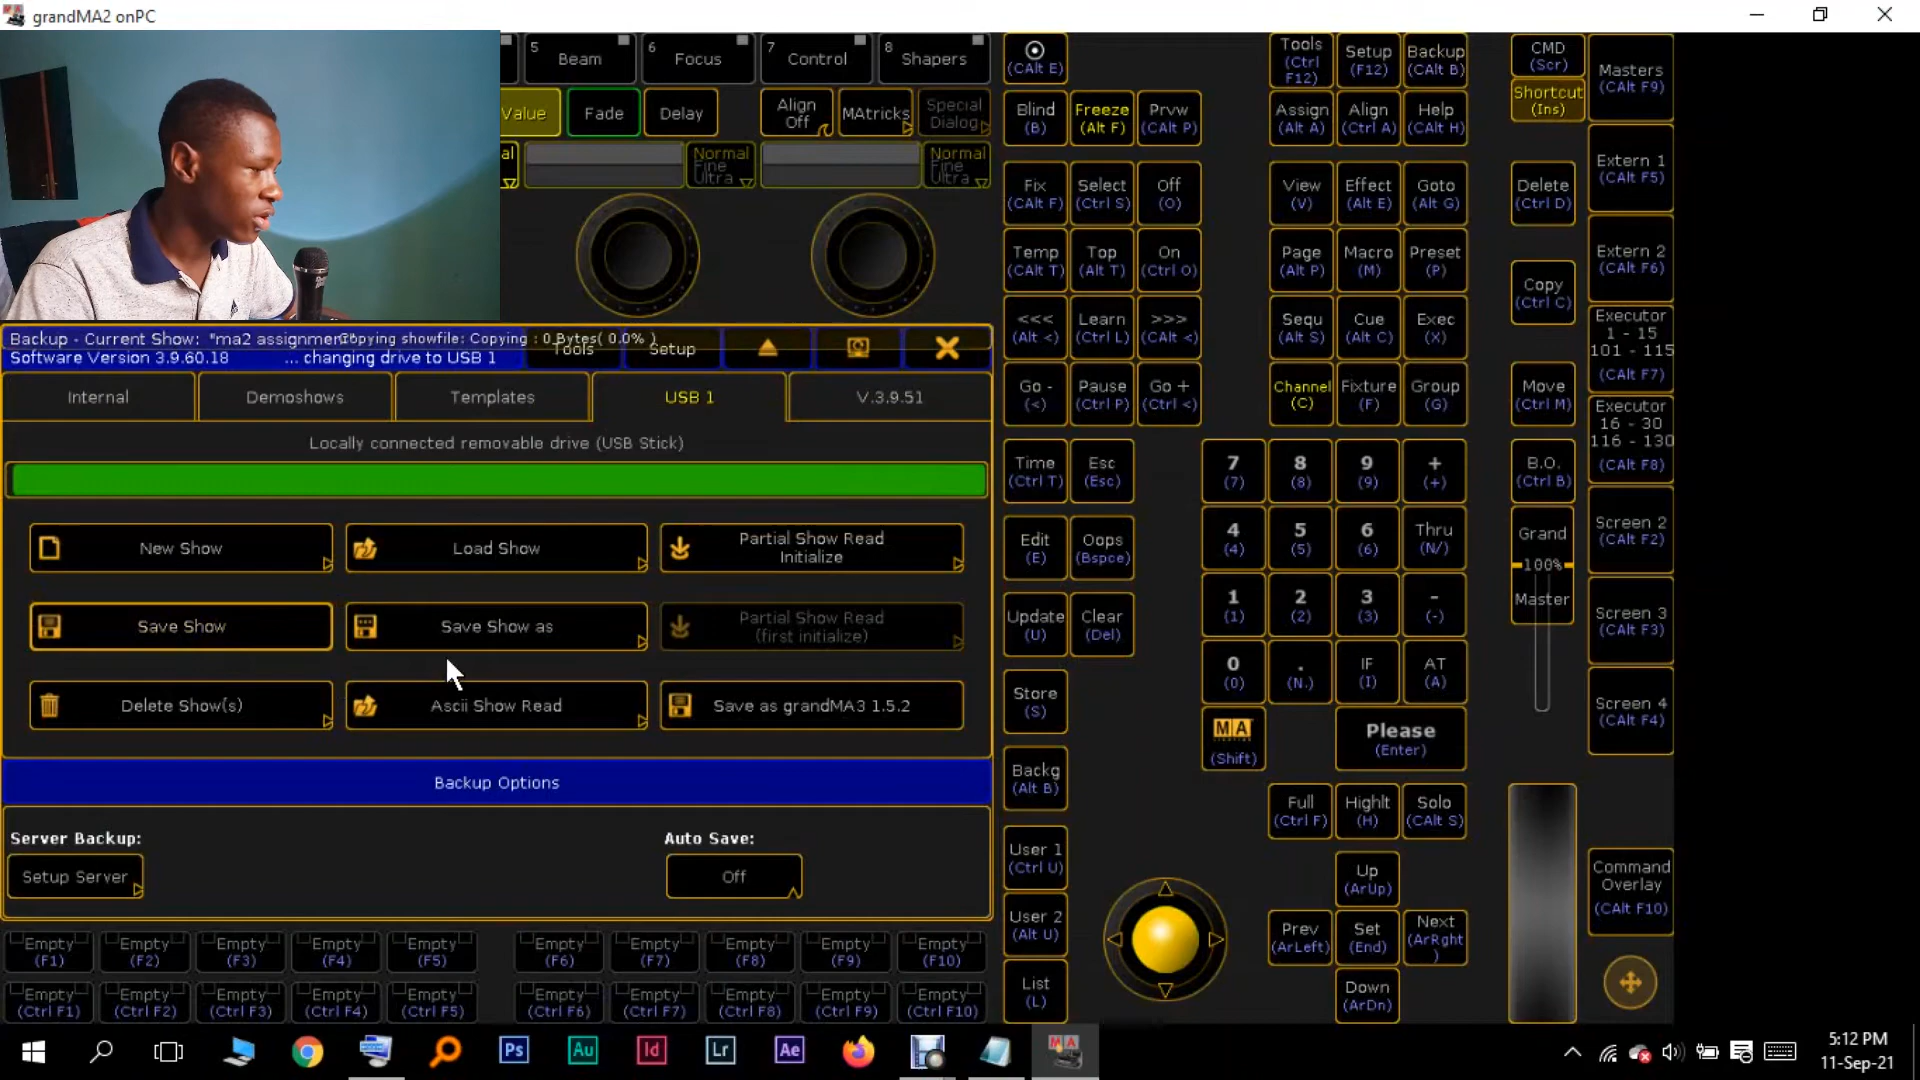 grandMA2 onPC
5 Beam
6 Focus
7 Control
8 Shapers
Value
Fade
Delay
Align Off
MAtricks
Special Dialog
al
Normal Fine Ultra
Normal Fine Ultra
Backup - Current Show: "ma2 assignment"
Copying showfile: Copying : 0 Bytes( 0.0% )
Software Version 3.9.60.18
... changing drive to USB 1
Tools
Setup
Internal
Demoshows
Templates
USB 1
V.3.9.51
Locally connected removable drive (USB Stick)
New Show
Load Show
Partial Show Read Initialize
Save Show
Save Show as
Partial Show Read (first initialize)
Delete Show(s)
Ascii Show Read
Save as grandMA3 1.5.2
Backup Options
Server Backup:
Auto Save:
Setup Server
Off
Empty (F1)
Empty (F2)
Empty (F3)
Empty (F4)
Empty (F5)
Empty (F6)
Empty (F7)
Empty (F8)
Empty (F9)
Empty (F10)
Empty (Ctrl F1)
Empty (Ctrl F2)
Empty (Ctrl F3)
Empty (Ctrl F4)
Empty (Ctrl F5)
Empty (Ctrl F6)
Empty (Ctrl F7)
Empty (Ctrl F8)
Empty (Ctrl F9)
Empty (Ctrl F10)
(CAlt E)
Tools (Ctrl F12)
Setup (F12)
Backup (CAlt B)
Blind (B)
Freeze (Alt F)
Prvw (CAlt P)
Assign (Alt A)
Align (Ctrl A)
Help (CAlt H)
Fix (CAlt F)
Select (Ctrl S)
Off (O)
View (V)
Effect (Alt E)
Goto (Alt G)
Temp (CAlt T)
Top (Alt T)
On (Ctrl O)
Page (Alt P)
Macro (M)
Preset (P)
<<< (Alt <)
Learn (Ctrl L)
>>> (CAlt <)
Sequ (Alt S)
Cue (Alt C)
Exec (X)
Go - (<)
Pause (Ctrl P)
Go + (Ctrl <)
Channel (C)
Fixture (F)
Group (G)
Time (Ctrl T)
Esc (Esc)
7 (7)
8 (8)
9 (9)
+ (+)
Edit (E)
Oops (Bspce)
4 (4)
5 (5)
6 (6)
Thru (N/)
Update (U)
Clear (Del)
1 (1)
2 (2)
3 (3)
- (-)
0 (0)
. (N.)
IF (I)
AT (A)
Store (S)
MA (Shift)
Please (Enter)
Backg (Alt B)
Full (Ctrl F)
Highlt (H)
Solo (CAlt S)
User 1 (Ctrl U)
Up (ArUp)
User 2 (Alt U)
Prev (ArLeft)
Set (End)
Next (ArRght)
List (L)
Down (ArDn)
CMD (Scr)
Shortcut (Ins)
Delete (Ctrl D)
Copy (Ctrl C)
Move (Ctrl M)
B.O. (Ctrl B)
Grand
100%
Master
Masters (CAlt F9)
Extern 1 (CAlt F5)
Extern 2 (CAlt F6)
Executor 1 - 15 101 - 115 (CAlt F7)
Executor 16 - 30 116 - 130 (CAlt F8)
Screen 2 (CAlt F2)
Screen 3 (CAlt F3)
Screen 4 (CAlt F4)
Command Overlay (CAlt F10)
Ps
Au
Id
Lr
Ae
MA
5:12 PM
11-Sep-21